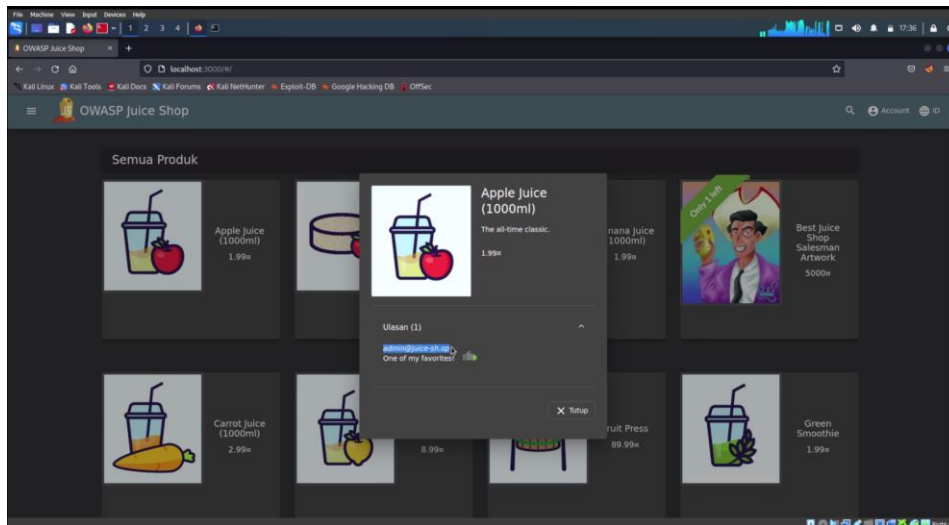 File Machine View Input Devices Help
1 2 3 4
17:36
OWASP Juice Shop
localhost:3000/#/
Kali Linux Kali Tools Kali Docs Kali Forums Kali NetHunter Exploit-DB Google Hacking DB OffSec
OWASP Juice Shop
Account
ID
Semua Produk
Apple Juice
(1000ml)
1.99¤
nana Juice
1000ml)
1.99¤
Only 1 left
Best Juice
Shop
Salesman
Artwork
5000¤
Apple Juice
(1000ml)
The all-time classic.
1.99¤
Ulasan (1)
admin@juice-sh.op
One of my favorites!
Tutup
Carrot Juice
(1000ml)
2.99¤
8.99¤
ruit Press
89.99¤
Green
Smoothie
1.99¤